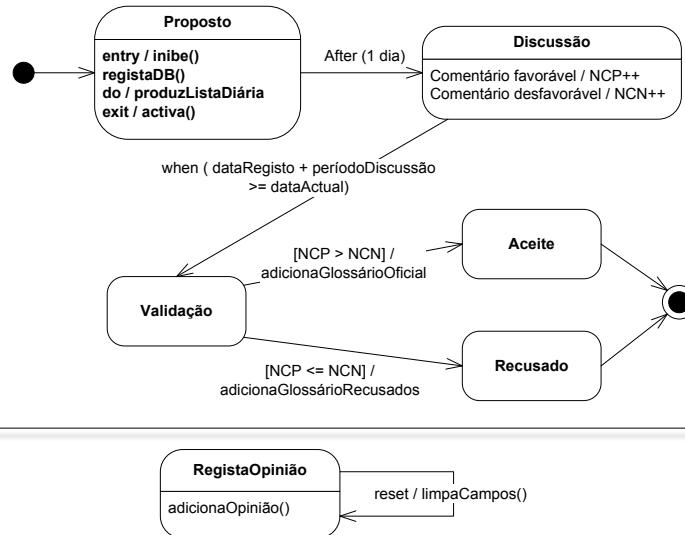 Proposto
entry / inibe()
registaDB()
do / produzListaDiária
exit / activa()
After (1 dia)
Discussão
Comentário favorável / NCP++
Comentário desfavorável / NCN++
when ( dataRegisto + períodoDiscussão
>= dataActual)
[NCP > NCN] /
adicionaGlossárioOficial
Aceite
Validação
[NCP <= NCN] /
adicionaGlossárioRecusados
Recusado
RegistaOpinião
adicionaOpinião()
reset / limpaCampos()